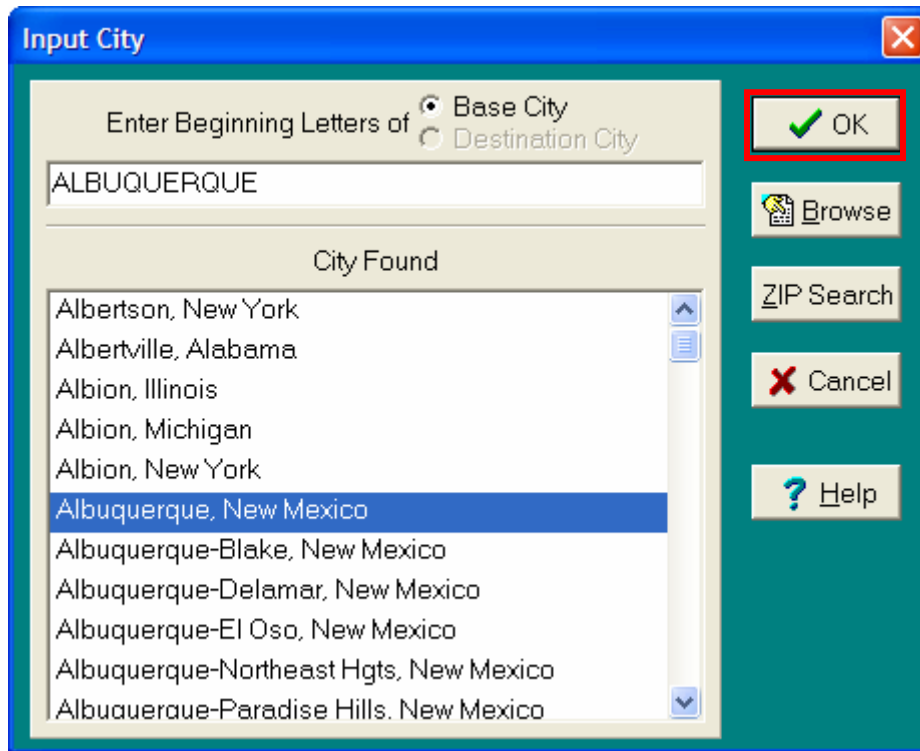 Input City
Enter Beginning Letters of
Base City
Destination City
ALBUQUERQUE
City Found
Albertson, New York
Albertville, Alabama
Albion, Illinois
Albion, Michigan
Albion, New York
Albuquerque, New Mexico
Albuquerque-Blake, New Mexico
Albuquerque-Delamar, New Mexico
Albuquerque-El Oso, New Mexico
Albuquerque-Northeast Hgts, New Mexico
Albuquerque-Paradise Hills, New Mexico
OK
Browse
ZIP Search
Cancel
? Help